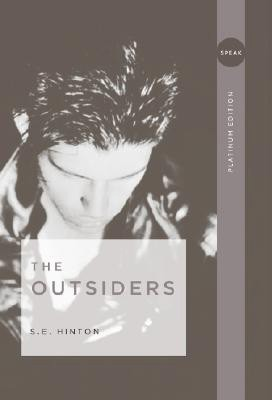 SPEAK
PLATINUM EDITION
THE
OUTSIDERS
S.E. HINTON